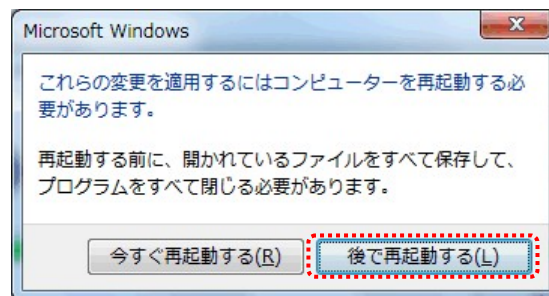 Microsoft Windows
これらの変更を適用するにはコンピューターを再起動する必
要があります。
再起動する前に、開かれているファイルをすべて保存して、
プログラムをすべて閉じる必要があります。
今すぐ再起動する(R) 後で再起動する(L)